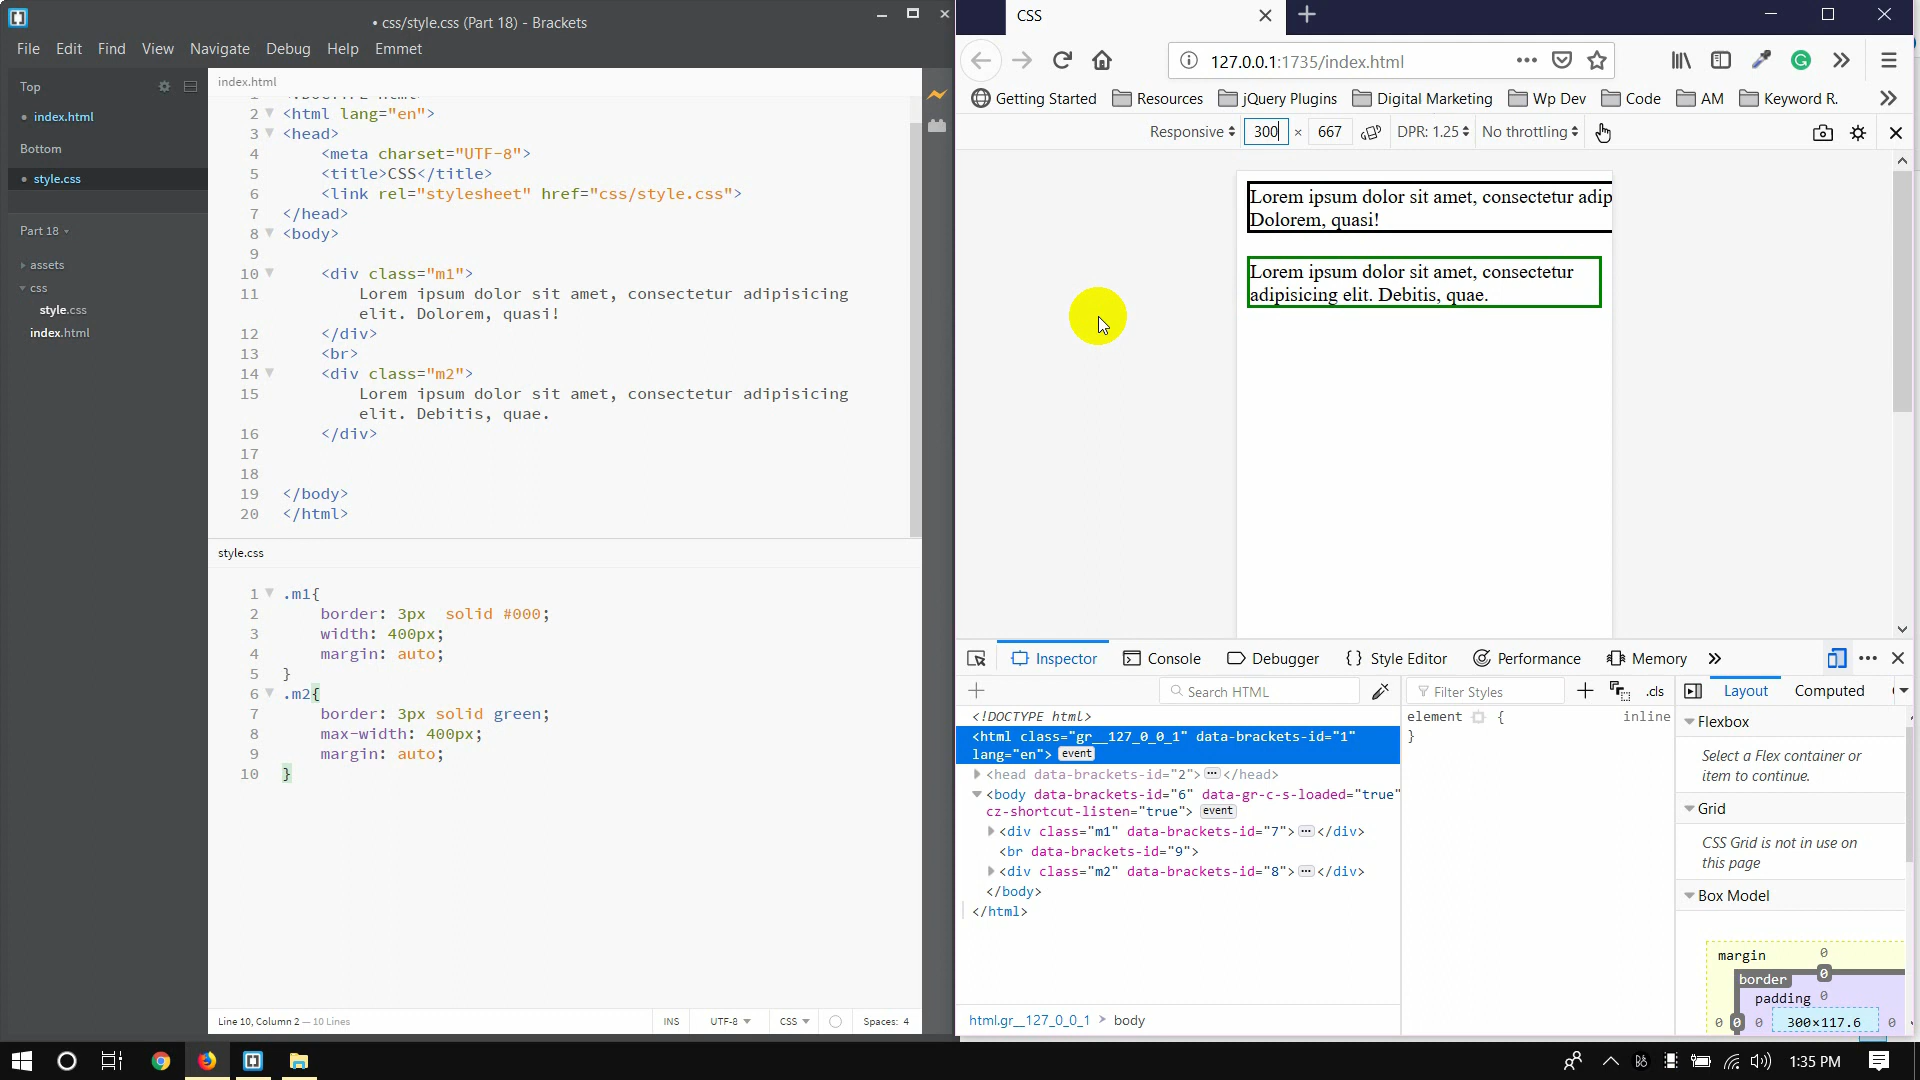 • css/style.css (Part 18) - Brackets
File Edit Find View Navigate Debug Help Emmet
Top
• index.html
Bottom
• style.css
Part 18
assets
css
style.css
index.html
index.html
2 <html lang="en">
3 <head>
4 <meta charset="UTF-8">
5 <title>CSS</title>
6 <link rel="stylesheet" href="css/style.css">
7 </head>
8 <body>
9
10 <div class="m1">
11 Lorem ipsum dolor sit amet, consectetur adipisicing
elit. Dolorem, quasi!
12 </div>
13 <br>
14 <div class="m2">
15 Lorem ipsum dolor sit amet, consectetur adipisicing
elit. Debitis, quae.
16 </div>
17
18
19 </body>
20 </html>
style.css
1 .m1{
2 border: 3px  solid #000;
3 width: 400px;
4 margin: auto;
5 }
6 .m2{
7 border: 3px solid green;
8 max-width: 400px;
9 margin: auto;
10 }
Line 10, Column 2 — 10 Lines
INS UTF-8 CSS Spaces: 4
CSS
127.0.0.1:1735/index.html
Getting Started Resources jQuery Plugins Digital Marketing Wp Dev Code AM Keyword R.
Responsive 300 × 667 DPR: 1.25 No throttling
Lorem ipsum dolor sit amet, consectetur adip
Dolorem, quasi!
Lorem ipsum dolor sit amet, consectetur
adipisicing elit. Debitis, quae.
Inspector Console Debugger Style Editor Performance Memory
Search HTML
Filter Styles
.cls
Layout Computed
<!DOCTYPE html>
<html class="gr__127_0_0_1" data-brackets-id="1"
lang="en"> event
<head data-brackets-id="2"> ⋯ </head>
<body data-brackets-id="6" data-gr-c-s-loaded="true"
cz-shortcut-listen="true"> event
<div class="m1" data-brackets-id="7"> ⋯ </div>
<br data-brackets-id="9">
<div class="m2" data-brackets-id="8"> ⋯ </div>
</body>
</html>
html.gr__127_0_0_1 > body
element { inline
}
Flexbox
Select a Flex container or
item to continue.
Grid
CSS Grid is not in use on
this page
Box Model
margin 0
border 0
padding 0
0 0 0 300×117.6 0
1:35 PM